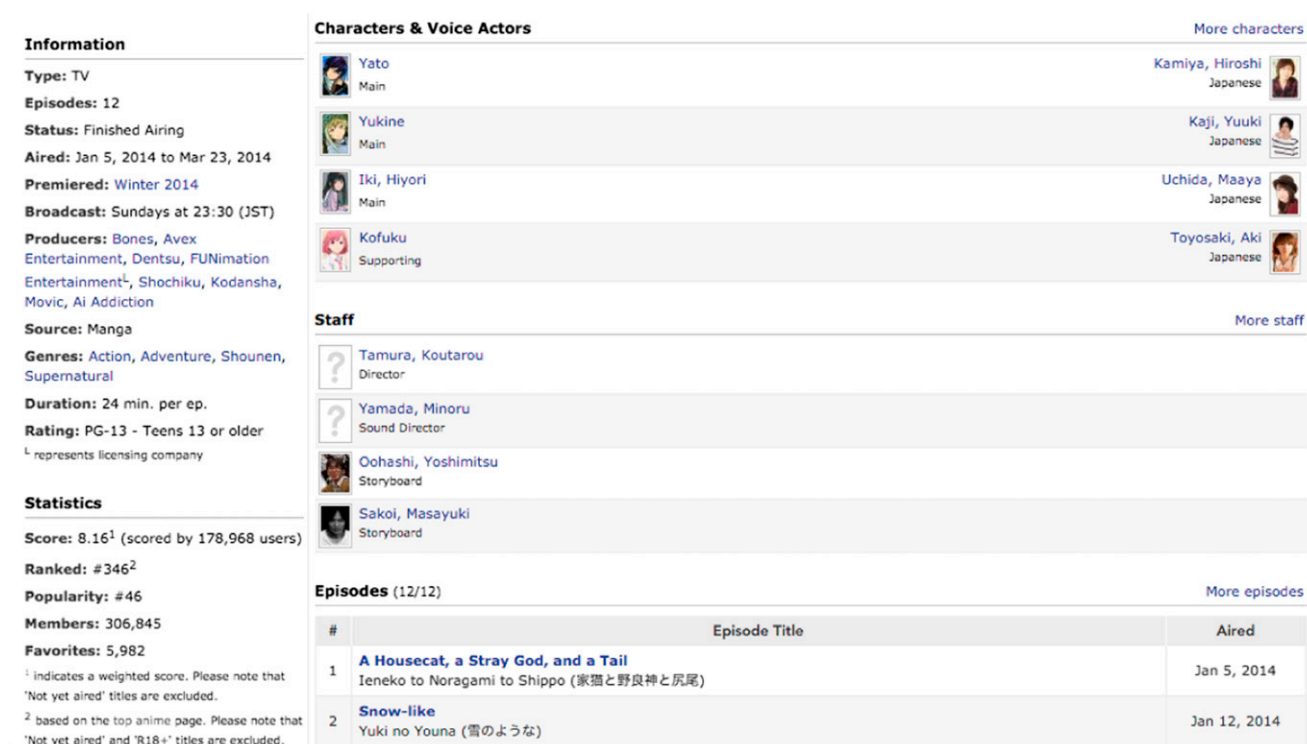 Information
Type: TV
Episodes: 12
Status: Finished Airing
Aired: Jan 5, 2014 to Mar 23, 2014
Premiered: Winter 2014
Broadcast: Sundays at 23:30 (JST)
Producers: Bones, Avex
Entertainment, Dentsu, FUNimation
Entertainment^L, Shochiku, Kodansha,
Movic, Ai Addiction
Source: Manga
Genres: Action, Adventure, Shounen,
Supernatural
Duration: 24 min. per ep.
Rating: PG-13 - Teens 13 or older
L represents licensing company
Statistics
Score: 8.16¹ (scored by 178,968 users)
Ranked: #346²
Popularity: #46
Members: 306,845
Favorites: 5,982
¹ indicates a weighted score. Please note that
'Not yet aired' titles are excluded.
² based on the top anime page. Please note that
'Not yet aired' and 'R18+' titles are excluded.
Characters & Voice Actors More characters
Yato Kamiya, Hiroshi
Main Japanese
Yukine Kaji, Yuuki
Main Japanese
Iki, Hiyori Uchida, Maaya
Main Japanese
Kofuku Toyosaki, Aki
Supporting Japanese
Staff More staff
Tamura, Koutarou
Director
Yamada, Minoru
Sound Director
Oohashi, Yoshimitsu
Storyboard
Sakoi, Masayuki
Storyboard
Episodes (12/12) More episodes
# Episode Title Aired
1 A Housecat, a Stray God, and a Tail Jan 5, 2014
Ieneko to Noragami to Shippo (家猫と野良神と尻尾)
2 Snow-like Jan 12, 2014
Yuki no Youna (雪のような)